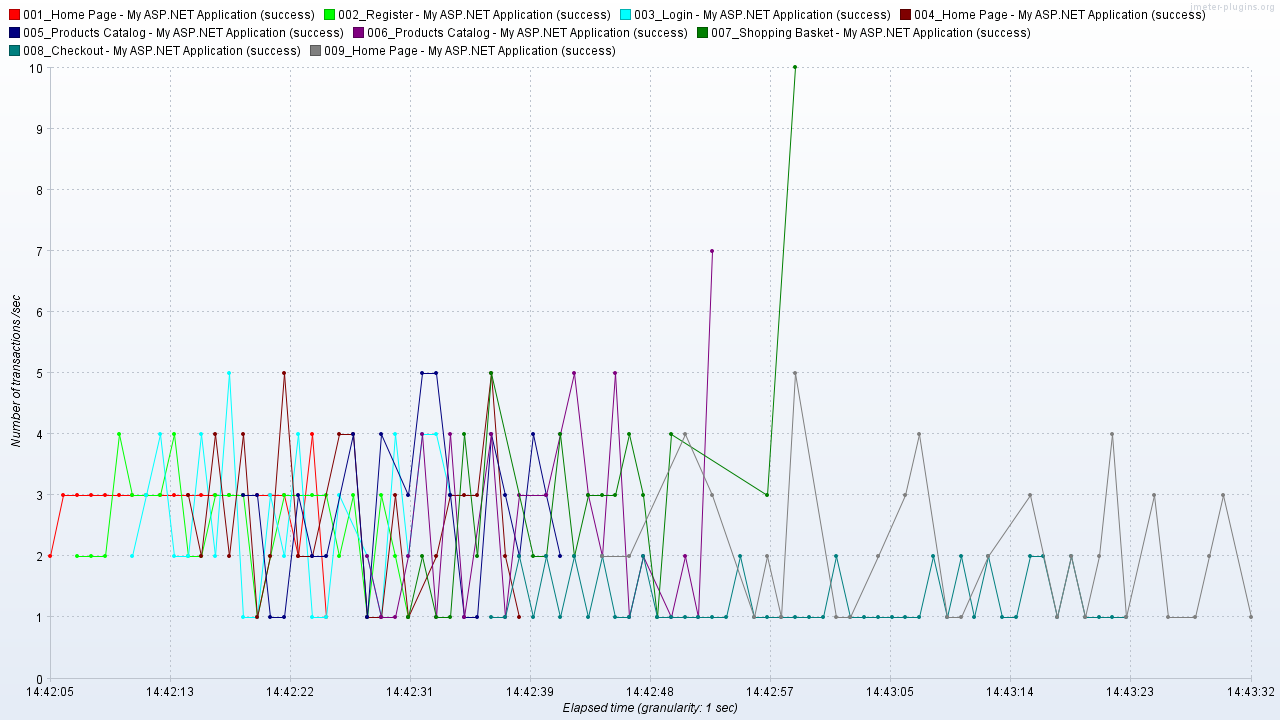 jmeter-plugins.org
001_Home Page - My ASP.NET Application (success) 002_Register - My ASP.NET Application (success) 003_Login - My ASP.NET Application (success) 004_Home Page - My ASP.NET Application (success)
005_Products Catalog - My ASP.NET Application (success) 006_Products Catalog - My ASP.NET Application (success) 007_Shopping Basket - My ASP.NET Application (success)
008_Checkout - My ASP.NET Application (success) 009_Home Page - My ASP.NET Application (success)
10
9
8
7
6
5
4
3
2
1
0
Number of transactions /sec
14:42:05 14:42:13 14:42:22 14:42:31 14:42:39 14:42:48 14:42:57 14:43:05 14:43:14 14:43:23 14:43:32
Elapsed time (granularity: 1 sec)